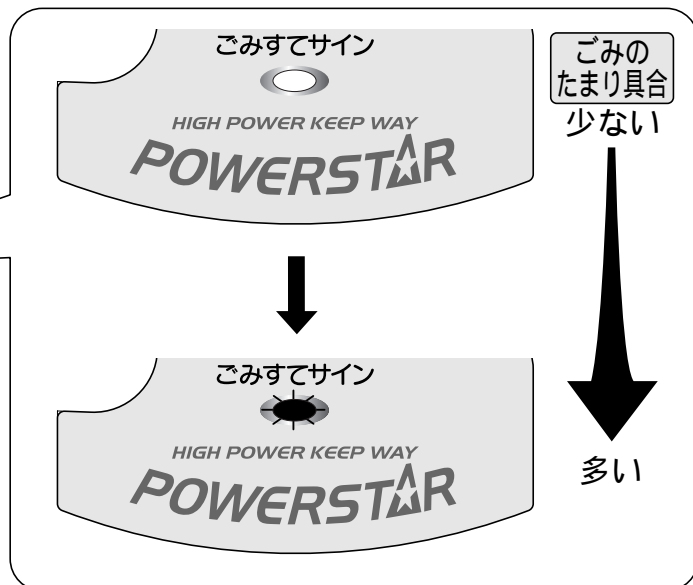 ごみすてサイン
HIGH POWER KEEP WAY
POWERSTAR
ごみの
たまり具合
少ない
ごみすてサイン
HIGH POWER KEEP WAY
POWERSTAR
多い